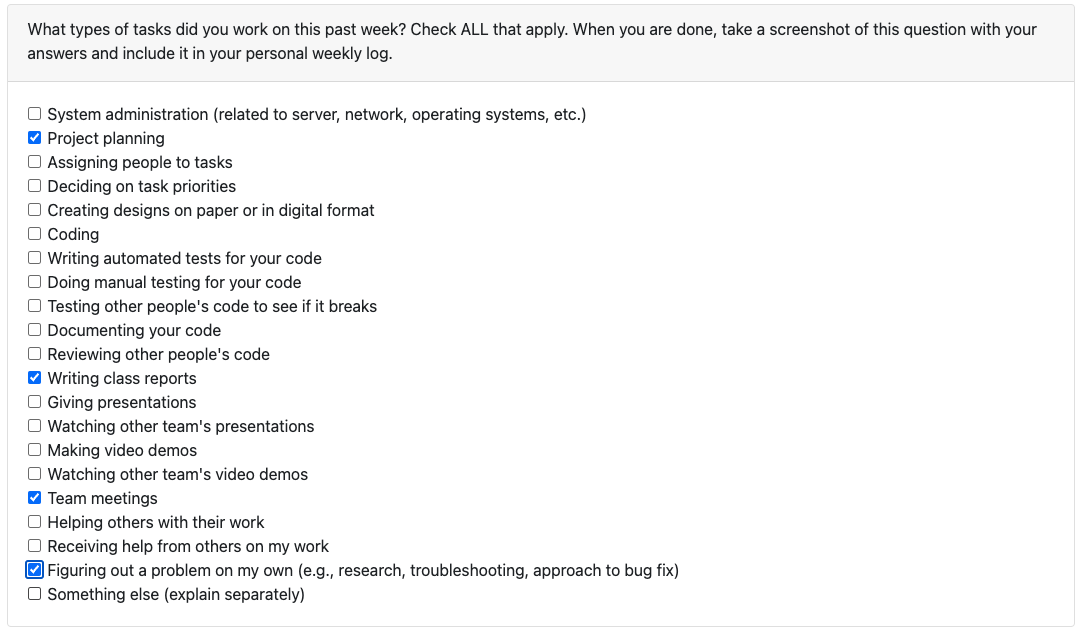 What types of tasks did you work on this past week? Check ALL that apply. When you are done, take a screenshot of this question with your
answers and include it in your personal weekly log.
System administration (related to server, network, operating systems, etc.)
Project planning
Assigning people to tasks
Deciding on task priorities
Creating designs on paper or in digital format
Coding
Writing automated tests for your code
Doing manual testing for your code
Testing other people's code to see if it breaks
Documenting your code
Reviewing other people's code
Writing class reports
Giving presentations
Watching other team's presentations
Making video demos
Watching other team's video demos
Team meetings
Helping others with their work
Receiving help from others on my work
Figuring out a problem on my own (e.g., research, troubleshooting, approach to bug fix)
Something else (explain separately)